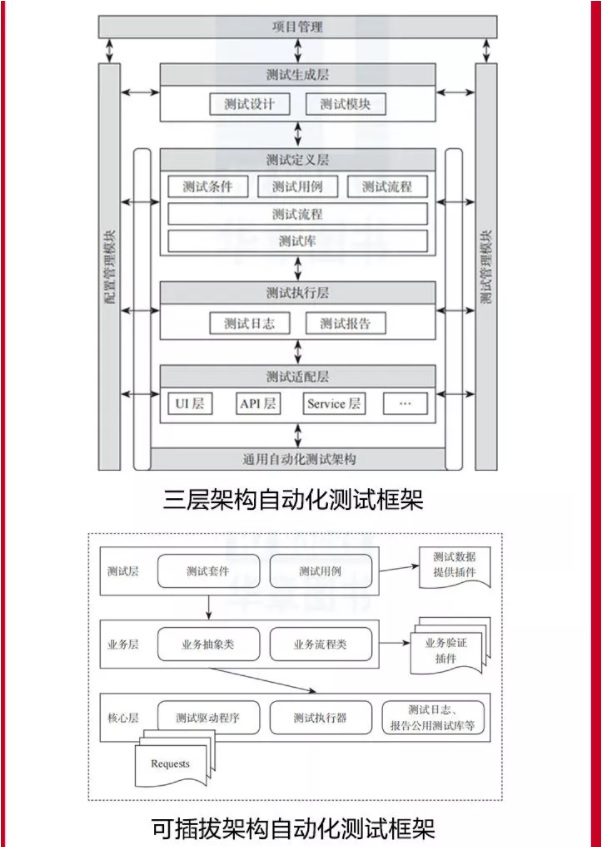 项目管理
配置管理模块
测试管理模块
测试生成层
测试设计 测试模块
测试定义层
测试条件 测试用例 测试流程
测试流程
测试库
测试执行层
测试日志 测试报告
测试适配层
UI 层 API 层 Service 层 …
通用自动化测试构架
三层架构自动化测试框架
测试层 测试套件 测试用例
测试数据
提供插件
业务层 业务抽象类 业务流程类
业务验证
插件
核心层 测试驱动程序 测试执行器
测试日志、
报告公用测试库等
Requests
可插拔架构自动化测试框架